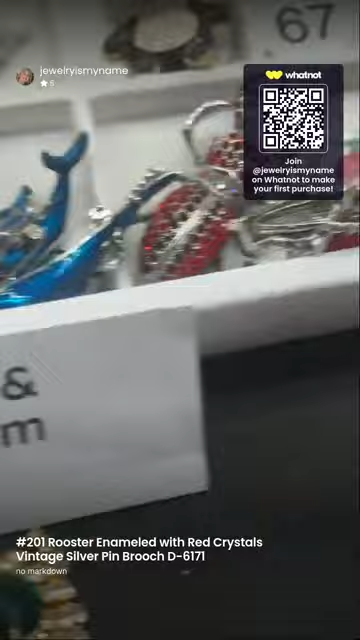 67
jewelryismyname
★ 5
whatnot
Join
@jewelryismyname
on Whatnot to make
your first purchase!
&
m
#201 Rooster Enameled with Red Crystals
Vintage Silver Pin Brooch D-6171
no markdown